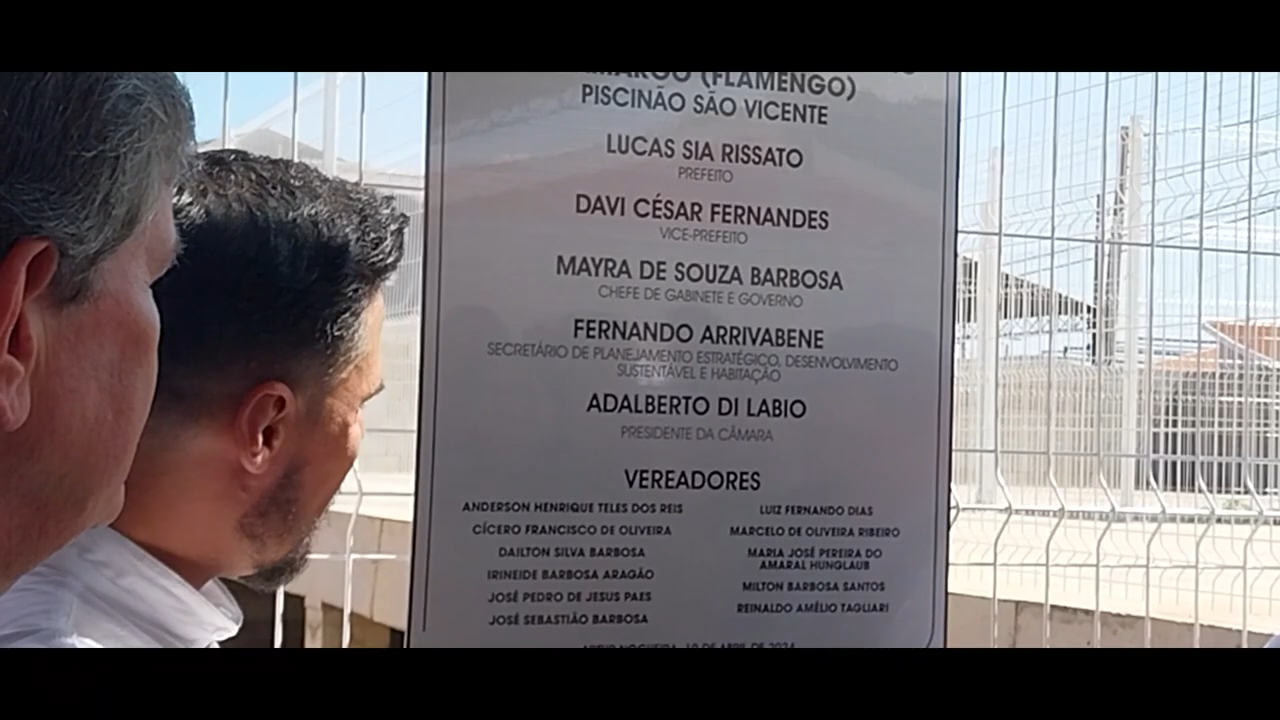 (FLAMENGO)
PISCINÃO SÃO VICENTE
LUCAS SIA RISSATO
PREFEITO
DAVI CÉSAR FERNANDES
VICE-PREFEITO
MAYRA DE SOUZA BARBOSA
CHEFE DE GABINETE E GOVERNO
FERNANDO ARRIVABENE
SECRETÁRIO DE PLANEJAMENTO ESTRATÉGICO, DESENVOLVIMENTO
SUSTENTÁVEL E HABITAÇÃO
ADALBERTO DI LABIO
PRESIDENTE DA CÂMARA
VEREADORES
ANDERSON HENRIQUE TELES DOS REIS
CÍCERO FRANCISCO DE OLIVEIRA
DAILTON SILVA BARBOSA
IRINEIDE BARBOSA ARAGÃO
JOSÉ PEDRO DE JESUS PAES
JOSÉ SEBASTIÃO BARBOSA
LUIZ FERNANDO DIAS
MARCELO DE OLIVEIRA RIBEIRO
MARIA JOSÉ PEREIRA DO
AMARAL HUNGLAUB
MILTON BARBOSA SANTOS
REINALDO AMÉLIO TAGLIARI